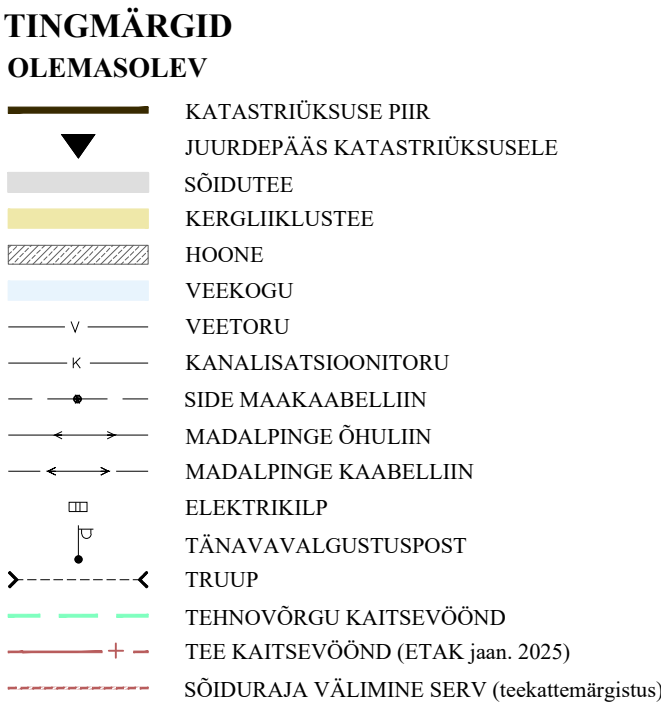 TINGMÄRGID
OLEMASOLEV
KATASTRIÜKSUSE PIIR
JUURDEPÄÄS KATASTRIÜKSUSELE
SÕIDUTEE
KERGLIIKLUSTEE
HOONE
VEEKOGU
V VEETORU
K KANALISATSIOONITORU
SIDE MAAKAABELLIIN
MADALPINGE ÕHULIIN
MADALPINGE KAABELLIIN
ELEKTRIKILP
TÄNAVAVALGUSTUSPOST
TRUUP
TEHNOVÕRGU KAITSEVÖÖND
TEE KAITSEVÖÖND (ETAK jaan. 2025)
SÕIDURAJA VÄLIMINE SERV (teekattemärgistus)